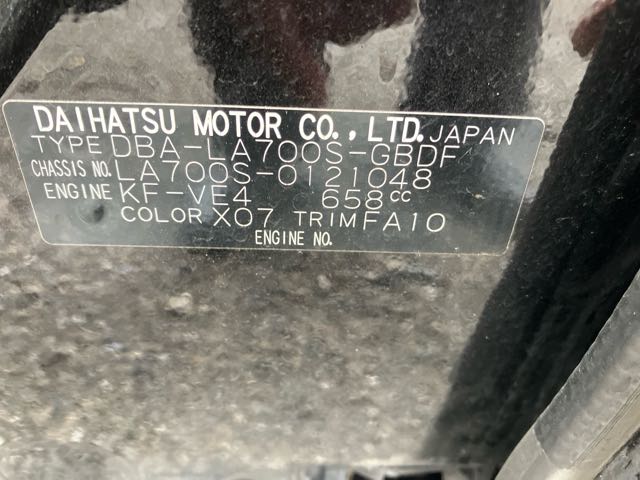 DAIHATSU MOTOR CO., LTD. JAPAN
TYPE DBA-LA700S-GBDF
CHASSIS NO. LA700S-0121048
ENGINE KF-VE4 658cc
COLOR X07 TRIM FA10
ENGINE NO.